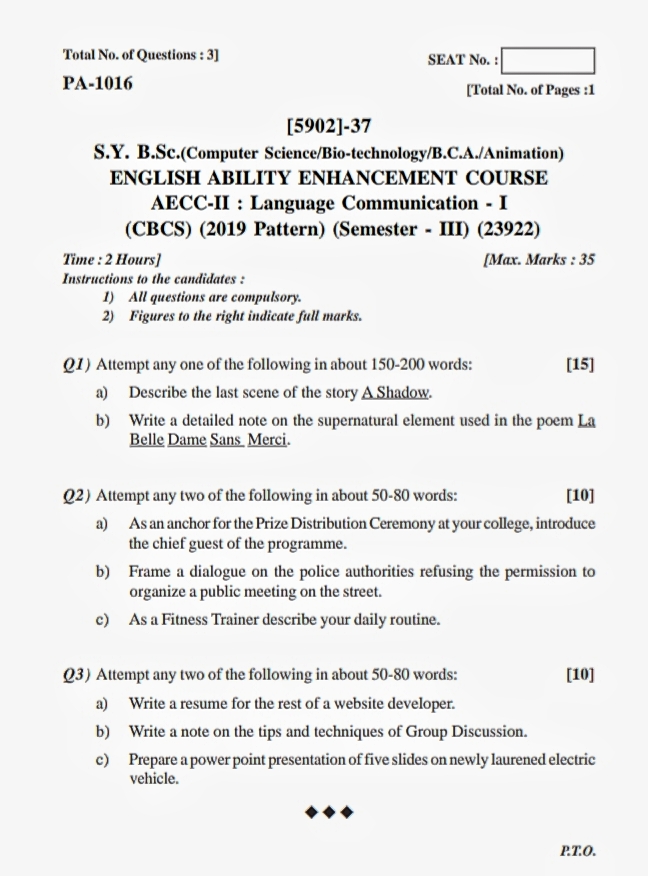 Total No. of Questions : 3]
SEAT No. :
PA-1016
[Total No. of Pages :1
[5902]-37
S.Y. B.Sc.(Computer Science/Bio-technology/B.C.A./Animation)
ENGLISH ABILITY ENHANCEMENT COURSE
AECC-II : Language Communication - I
(CBCS) (2019 Pattern) (Semester - III) (23922)
Time : 2 Hours]
[Max. Marks : 35
Instructions to the candidates :
1) All questions are compulsory.
2) Figures to the right indicate full marks.
Q1) Attempt any one of the following in about 150-200 words: [15]
a) Describe the last scene of the story A Shadow.
b) Write a detailed note on the supernatural element used in the poem La
Belle Dame Sans Merci.
Q2) Attempt any two of the following in about 50-80 words: [10]
a) As an anchor for the Prize Distribution Ceremony at your college, introduce
the chief guest of the programme.
b) Frame a dialogue on the police authorities refusing the permission to
organize a public meeting on the street.
c) As a Fitness Trainer describe your daily routine.
Q3) Attempt any two of the following in about 50-80 words: [10]
a) Write a resume for the rest of a website developer.
b) Write a note on the tips and techniques of Group Discussion.
c) Prepare a power point presentation of five slides on newly laurened electric
vehicle.
P.T.O.